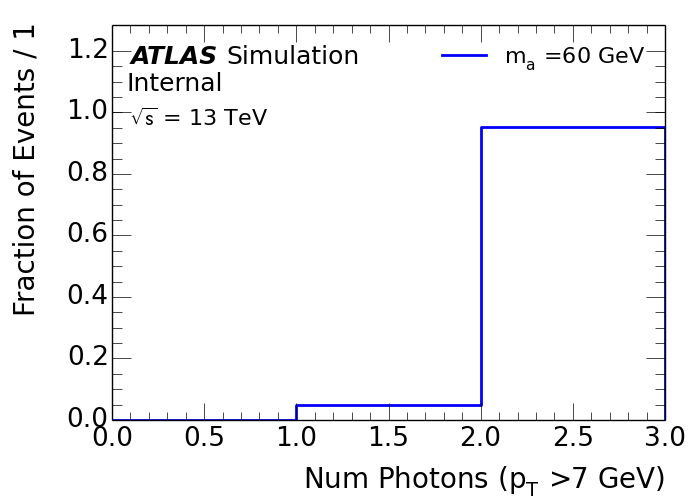 ATLAS Simulation
Internal
√s = 13 TeV
mₐ =60 GeV
Fraction of Events / 1
1.2
1.0
0.8
0.6
0.4
0.2
0.0
0.0 0.5 1.0 1.5 2.0 2.5 3.0
Num Photons (p_T >7 GeV)